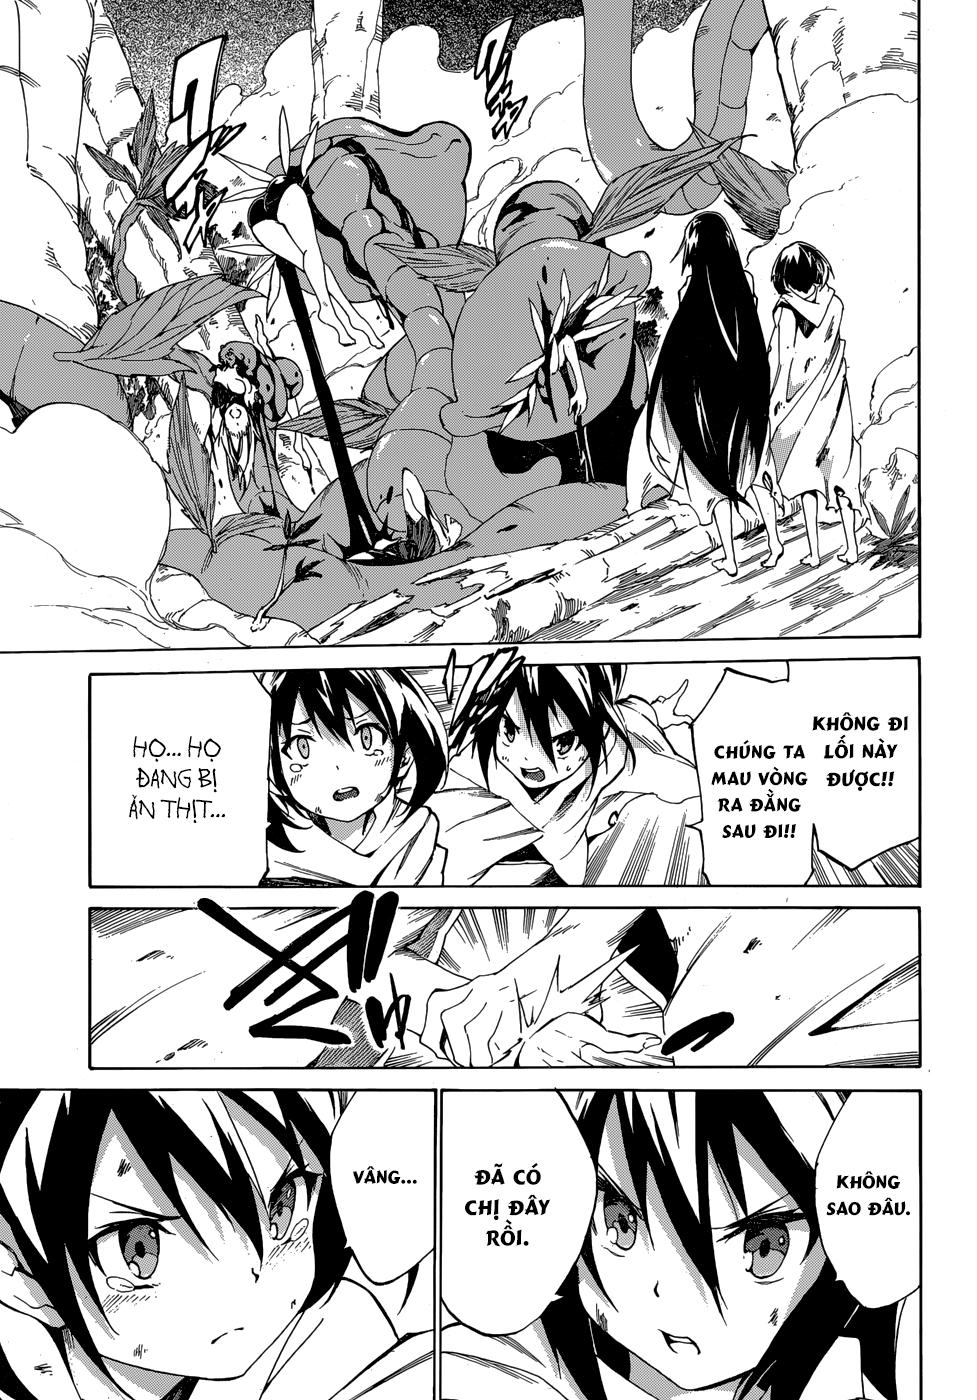 KHÔNG ĐI
LỐI NÀY
ĐƯỢC!!
CHÚNG TA
MAU VÒNG
RA ĐẰNG
SAU ĐI!!
HỌ... HỌ
ĐANG BỊ
ĂN THỊT...
KHÔNG
SAO ĐÂU.
ĐÃ CÓ
CHỊ ĐÂY
RỒI.
VÂNG...